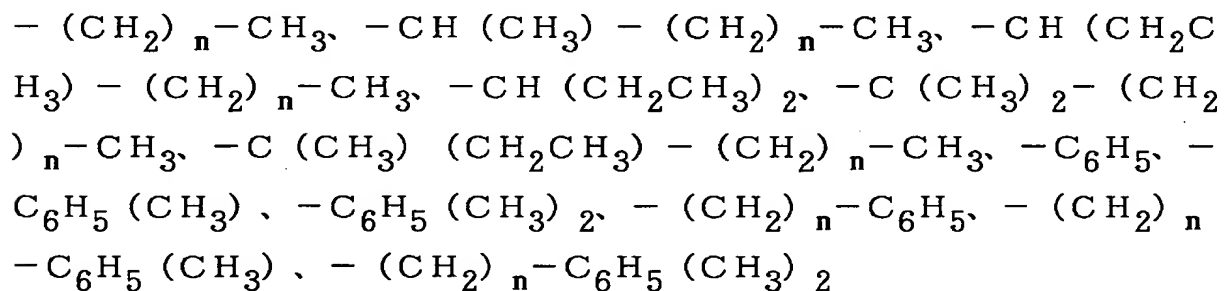 －（CH₂）ₙ－CH₃、－CH（CH₃）－（CH₂）ₙ－CH₃、－CH（CH₂C
H₃）－（CH₂）ₙ－CH₃、－CH（CH₂CH₃）₂、－C（CH₃）₂－（CH₂
）ₙ－CH₃、－C（CH₃）（CH₂CH₃）－（CH₂）ₙ－CH₃、－C₆H₅、－
C₆H₅（CH₃）、－C₆H₅（CH₃）₂、－（CH₂）ₙ－C₆H₅、－（CH₂）ₙ
－C₆H₅（CH₃）、－（CH₂）ₙ－C₆H₅（CH₃）₂